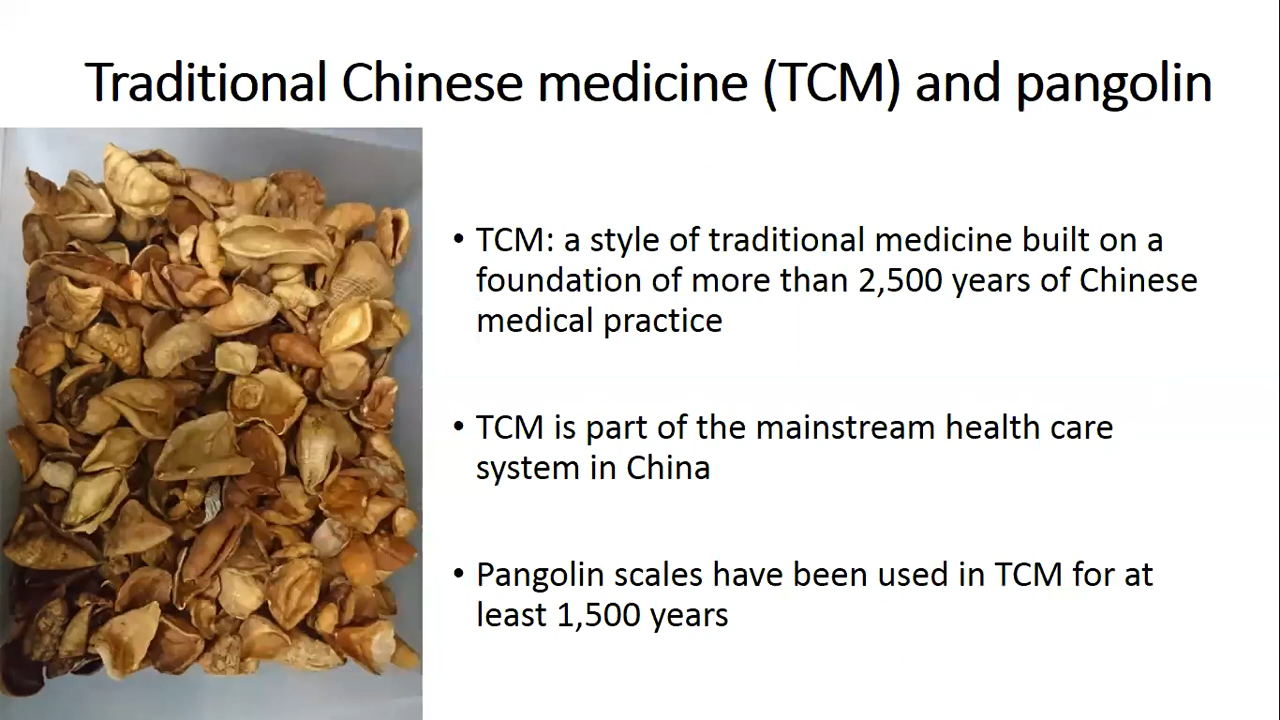 Traditional Chinese medicine (TCM) and pangolin
• TCM: a style of traditional medicine built on a
foundation of more than 2,500 years of Chinese
medical practice
• TCM is part of the mainstream health care
system in China
• Pangolin scales have been used in TCM for at
least 1,500 years